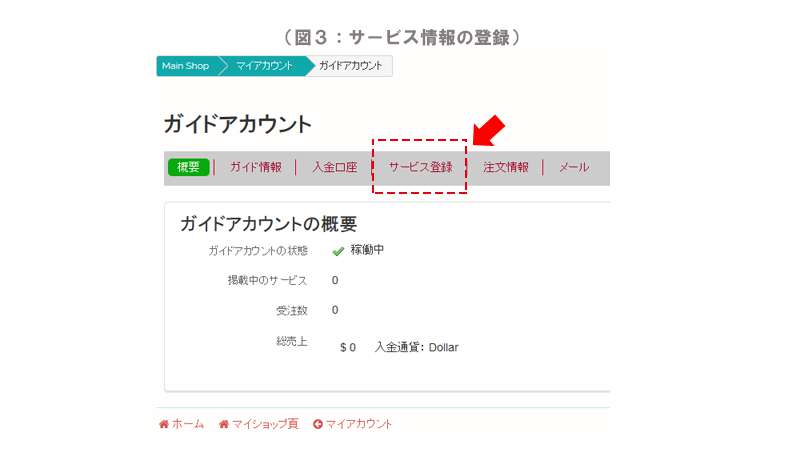 （図３：サービス情報の登録）
Main Shop マイアカウント ガイドアカウント
ガイドアカウント
概要 ガイド情報 入金口座 サービス登録 注文情報 メール
ガイドアカウントの概要
ガイドアカウントの状態 稼働中
掲載中のサービス 0
受注数 0
総売上 $ 0 入金通貨: Dollar
ホーム マイショップ頁 マイアカウント